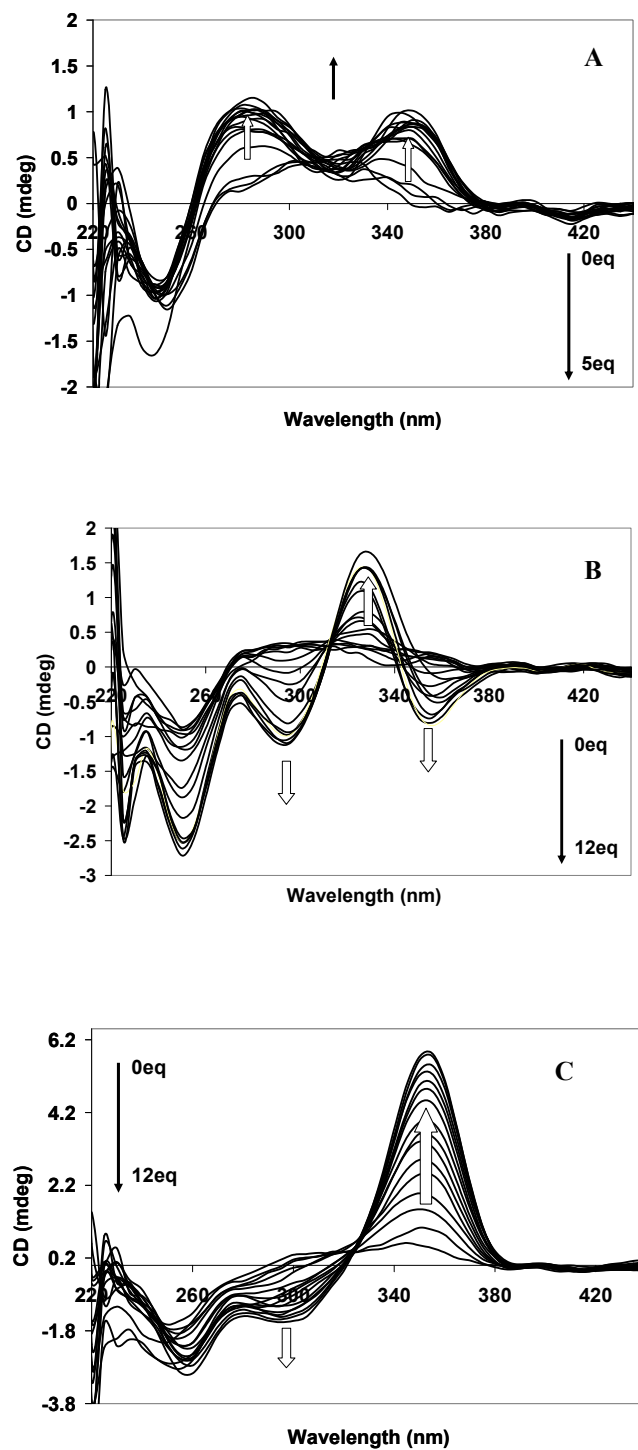 A
2
1.5
1
0.5
0
-0.5
-1
-1.5
-2
220 260 300 340 380 420
0eq
5eq
CD (mdeg)
Wavelength (nm)
B
2
1.5
1
0.5
0
-0.5
-1
-1.5
-2
-2.5
-3
220 260 300 340 380 420
0eq
12eq
CD (mdeg)
Wavelength (nm)
C
6.2
4.2
2.2
0.2
-1.8
-3.8
220 260 300 340 380 420
0eq
12eq
CD (mdeg)
Wavelength (nm)